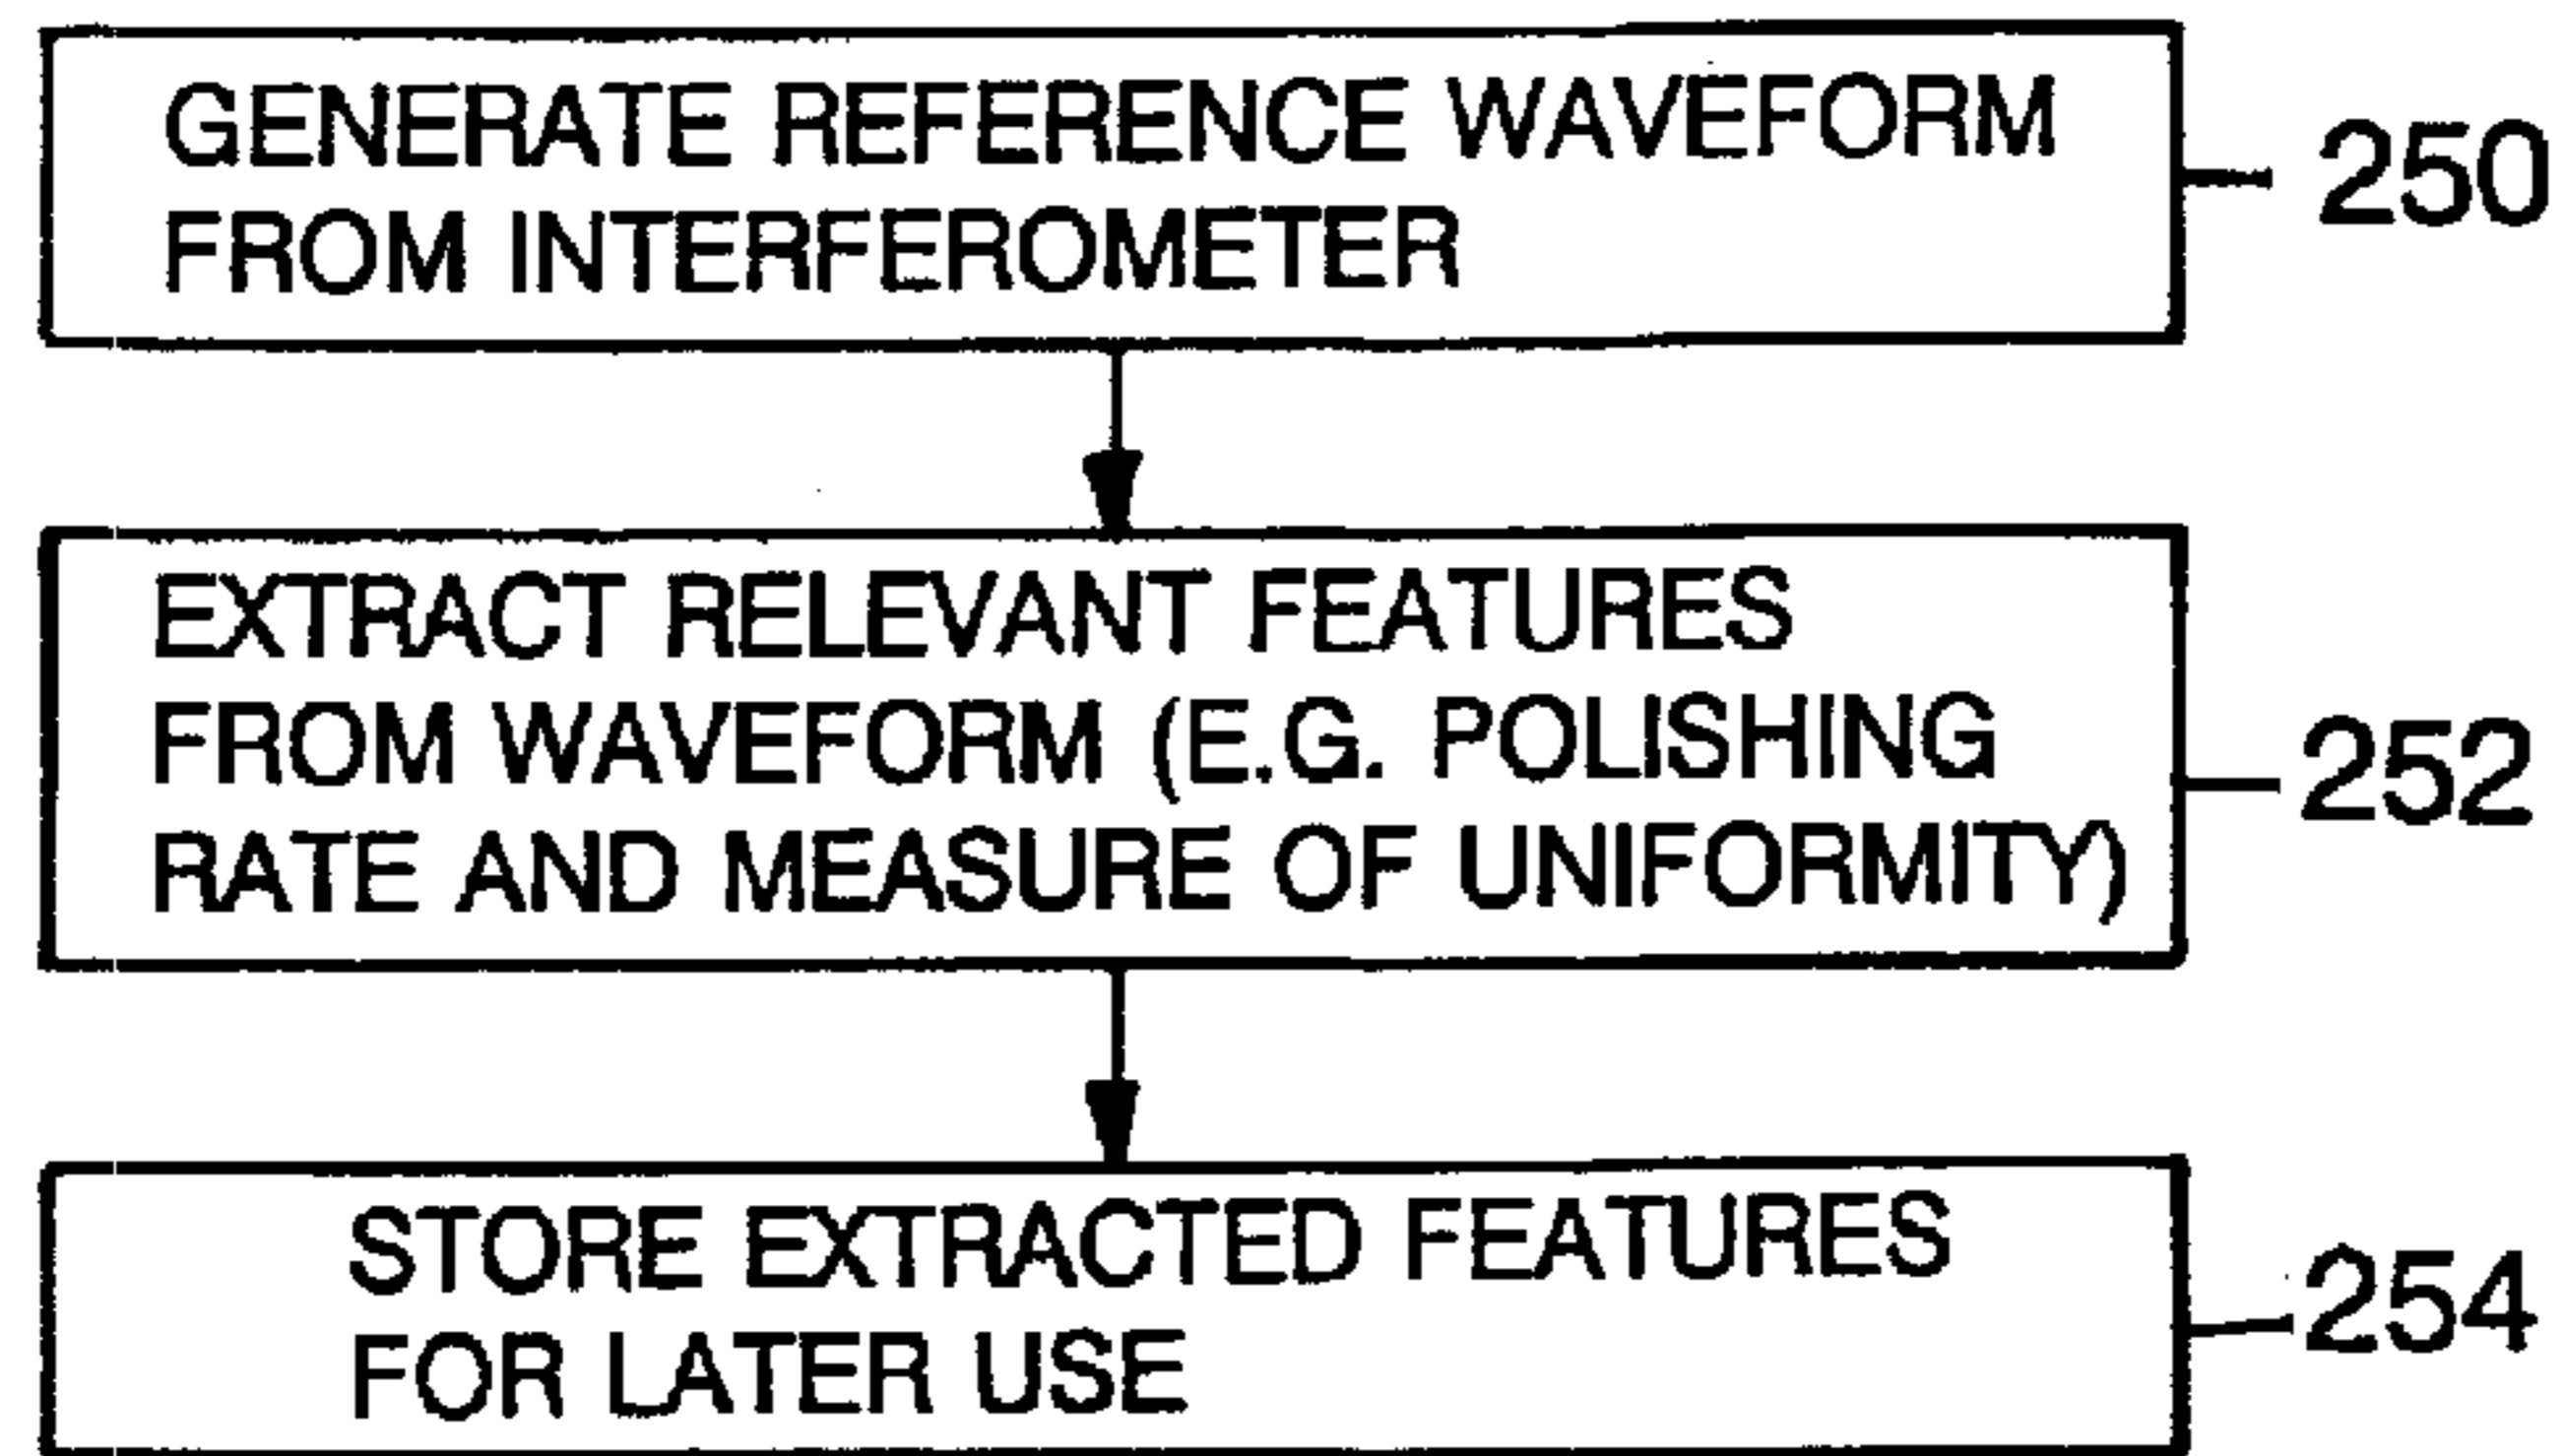 GENERATE REFERENCE WAVEFORM
FROM INTERFEROMETER
250
EXTRACT RELEVANT FEATURES
FROM WAVEFORM (E.G. POLISHING
RATE AND MEASURE OF UNIFORMITY)
252
STORE EXTRACTED FEATURES
FOR LATER USE
254